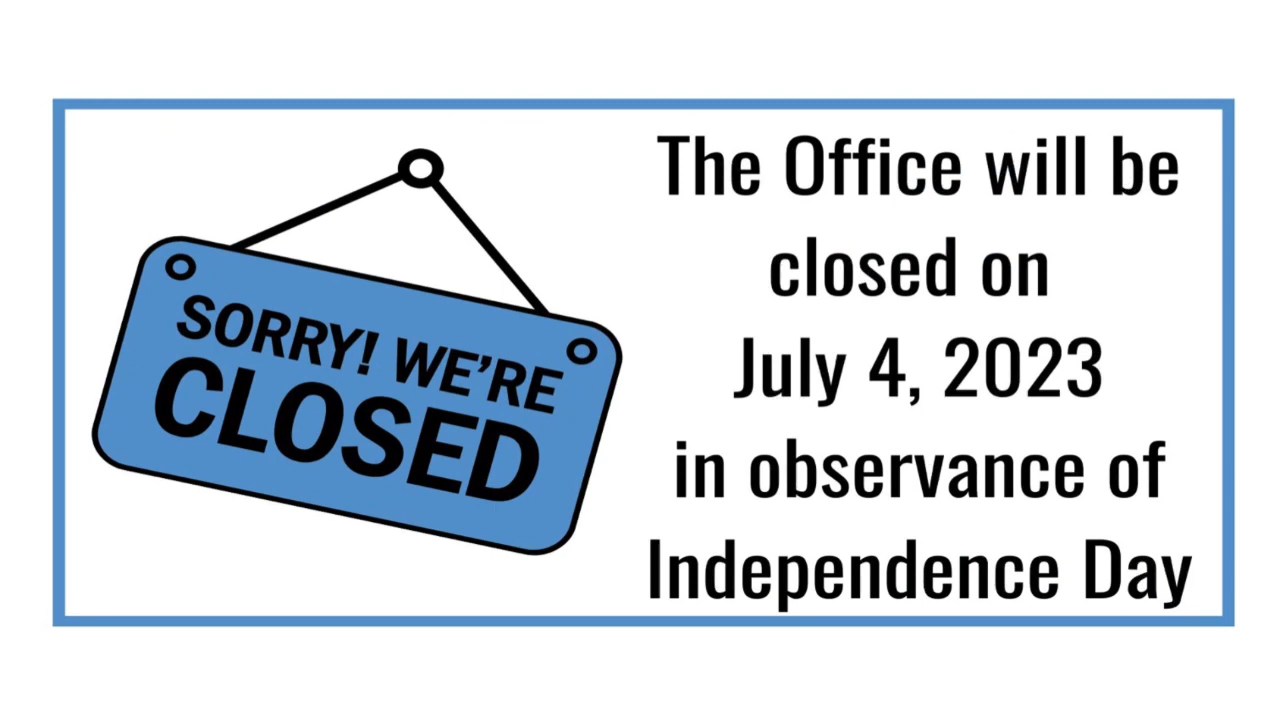 SORRY! WE'RE
CLOSED
The Office will be
closed on
July 4, 2023
in observance of
Independence Day